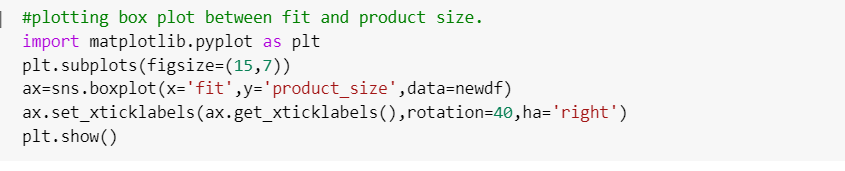 #plotting box plot between fit and product size.
import matplotlib.pyplot as plt
plt.subplots(figsize=(15,7))
ax=sns.boxplot(x='fit',y='product_size',data=newdf)
ax.set_xticklabels(ax.get_xticklabels(),rotation=40,ha='right')
plt.show()